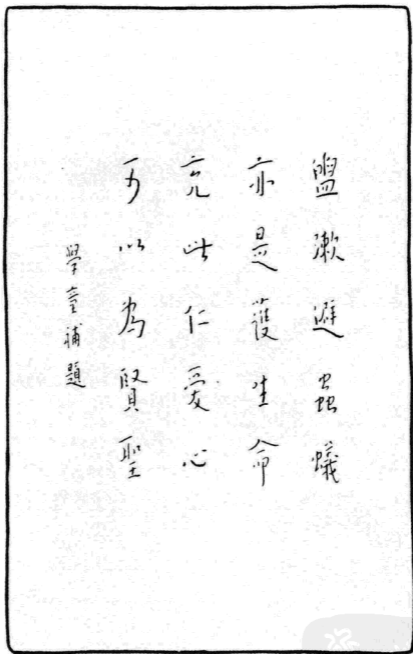 盥漱避蟲蟻
亦是護生命
充此仁愛心
可以為賢聖
學童補題